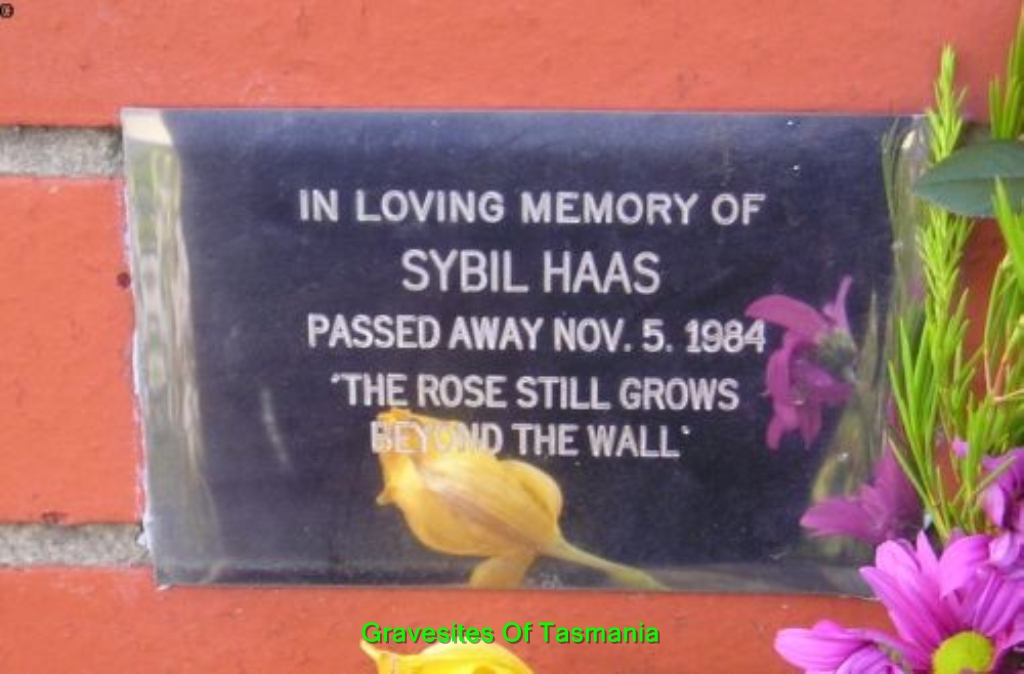 IN LOVING MEMORY OF
SYBIL HAAS
PASSED AWAY NOV. 5. 1984
'THE ROSE STILL GROWS
BEYOND THE WALL'
Gravesites Of Tasmania